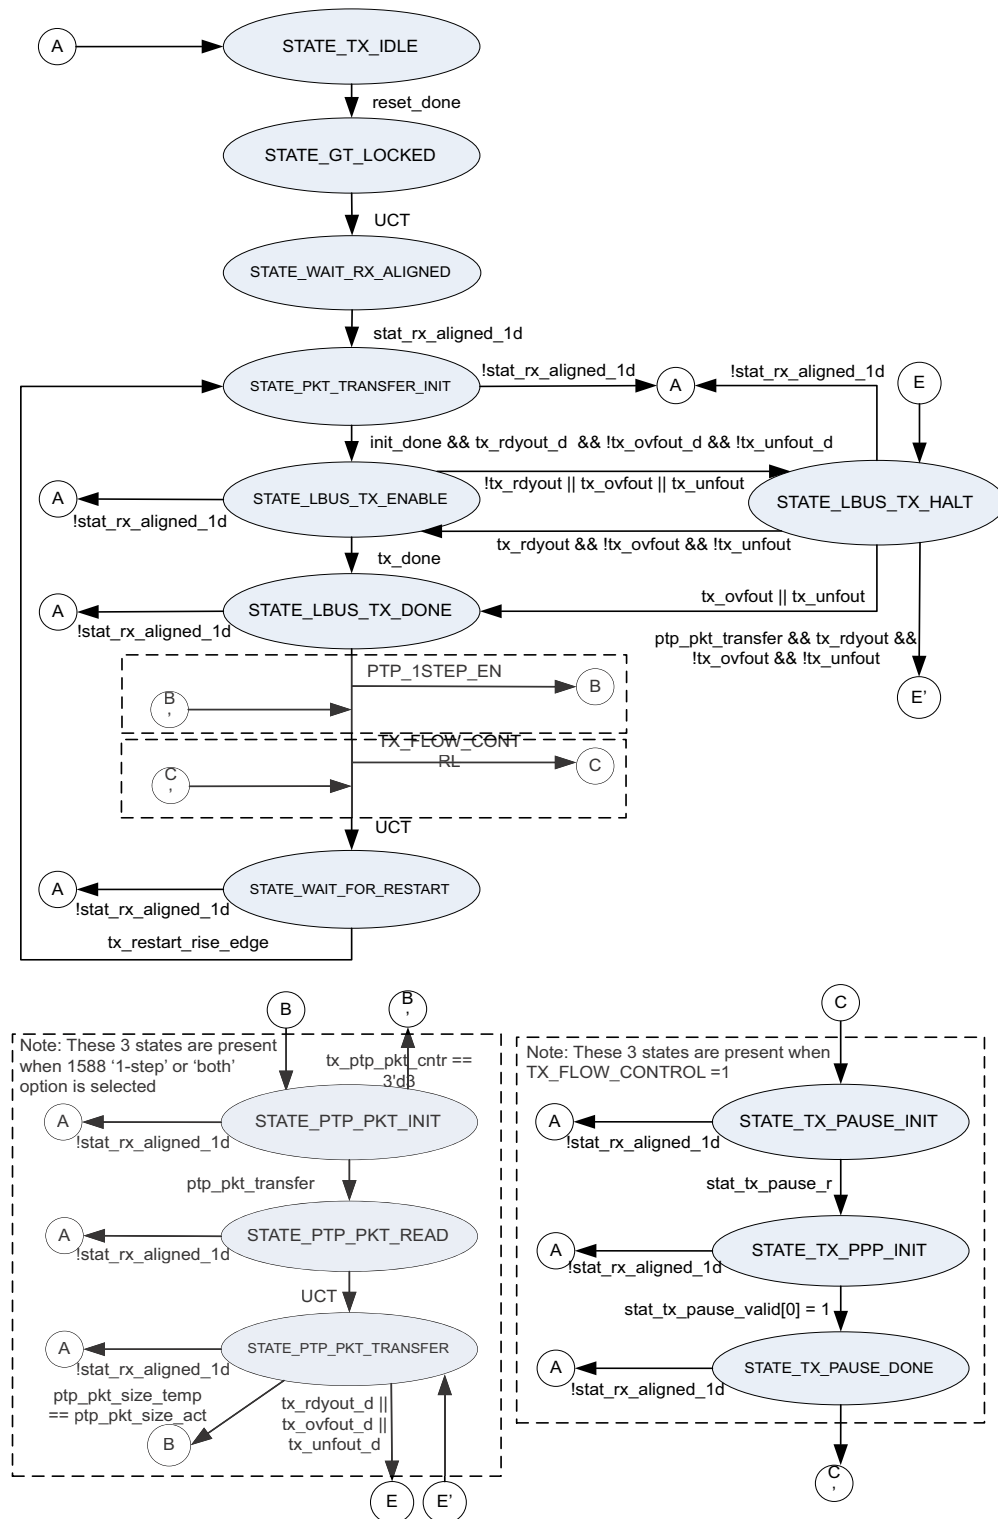 A
STATE_TX_IDLE
reset_done
STATE_GT_LOCKED
UCT
STATE_WAIT_RX_ALIGNED
stat_rx_aligned_1d
STATE_PKT_TRANSFER_INIT
!stat_rx_aligned_1d
A
!stat_rx_aligned_1d
E
init_done && tx_rdyout_d && !tx_ovfout_d && !tx_unfout_d
A
!stat_rx_aligned_1d
STATE_LBUS_TX_ENABLE
!tx_rdyout || tx_ovfout || tx_unfout
STATE_LBUS_TX_HALT
tx_rdyout && !tx_ovfout && !tx_unfout
tx_done
A
!stat_rx_aligned_1d
STATE_LBUS_TX_DONE
tx_ovfout || tx_unfout
ptp_pkt_transfer && tx_rdyout &&
!tx_ovfout && !tx_unfout
E'
PTP_1STEP_EN
B
B
'
TX_FLOW_CONT
RL
C
C
'
UCT
A
!stat_rx_aligned_1d
STATE_WAIT_FOR_RESTART
tx_restart_rise_edge
B
B
'
Note: These 3 states are present
when 1588 '1-step' or 'both'
option is selected
tx_ptp_pkt_cntr ==
3'd3
A
!stat_rx_aligned_1d
STATE_PTP_PKT_INIT
ptp_pkt_transfer
A
!stat_rx_aligned_1d
STATE_PTP_PKT_READ
UCT
A
!stat_rx_aligned_1d
STATE_PTP_PKT_TRANSFER
ptp_pkt_size_temp
== ptp_pkt_size_act
B
tx_rdyout_d ||
tx_ovfout_d ||
tx_unfout_d
E
E'
C
Note: These 3 states are present when
TX_FLOW_CONTROL =1
A
!stat_rx_aligned_1d
STATE_TX_PAUSE_INIT
stat_tx_pause_r
A
!stat_rx_aligned_1d
STATE_TX_PPP_INIT
stat_tx_pause_valid[0] = 1
A
!stat_rx_aligned_1d
STATE_TX_PAUSE_DONE
C
'